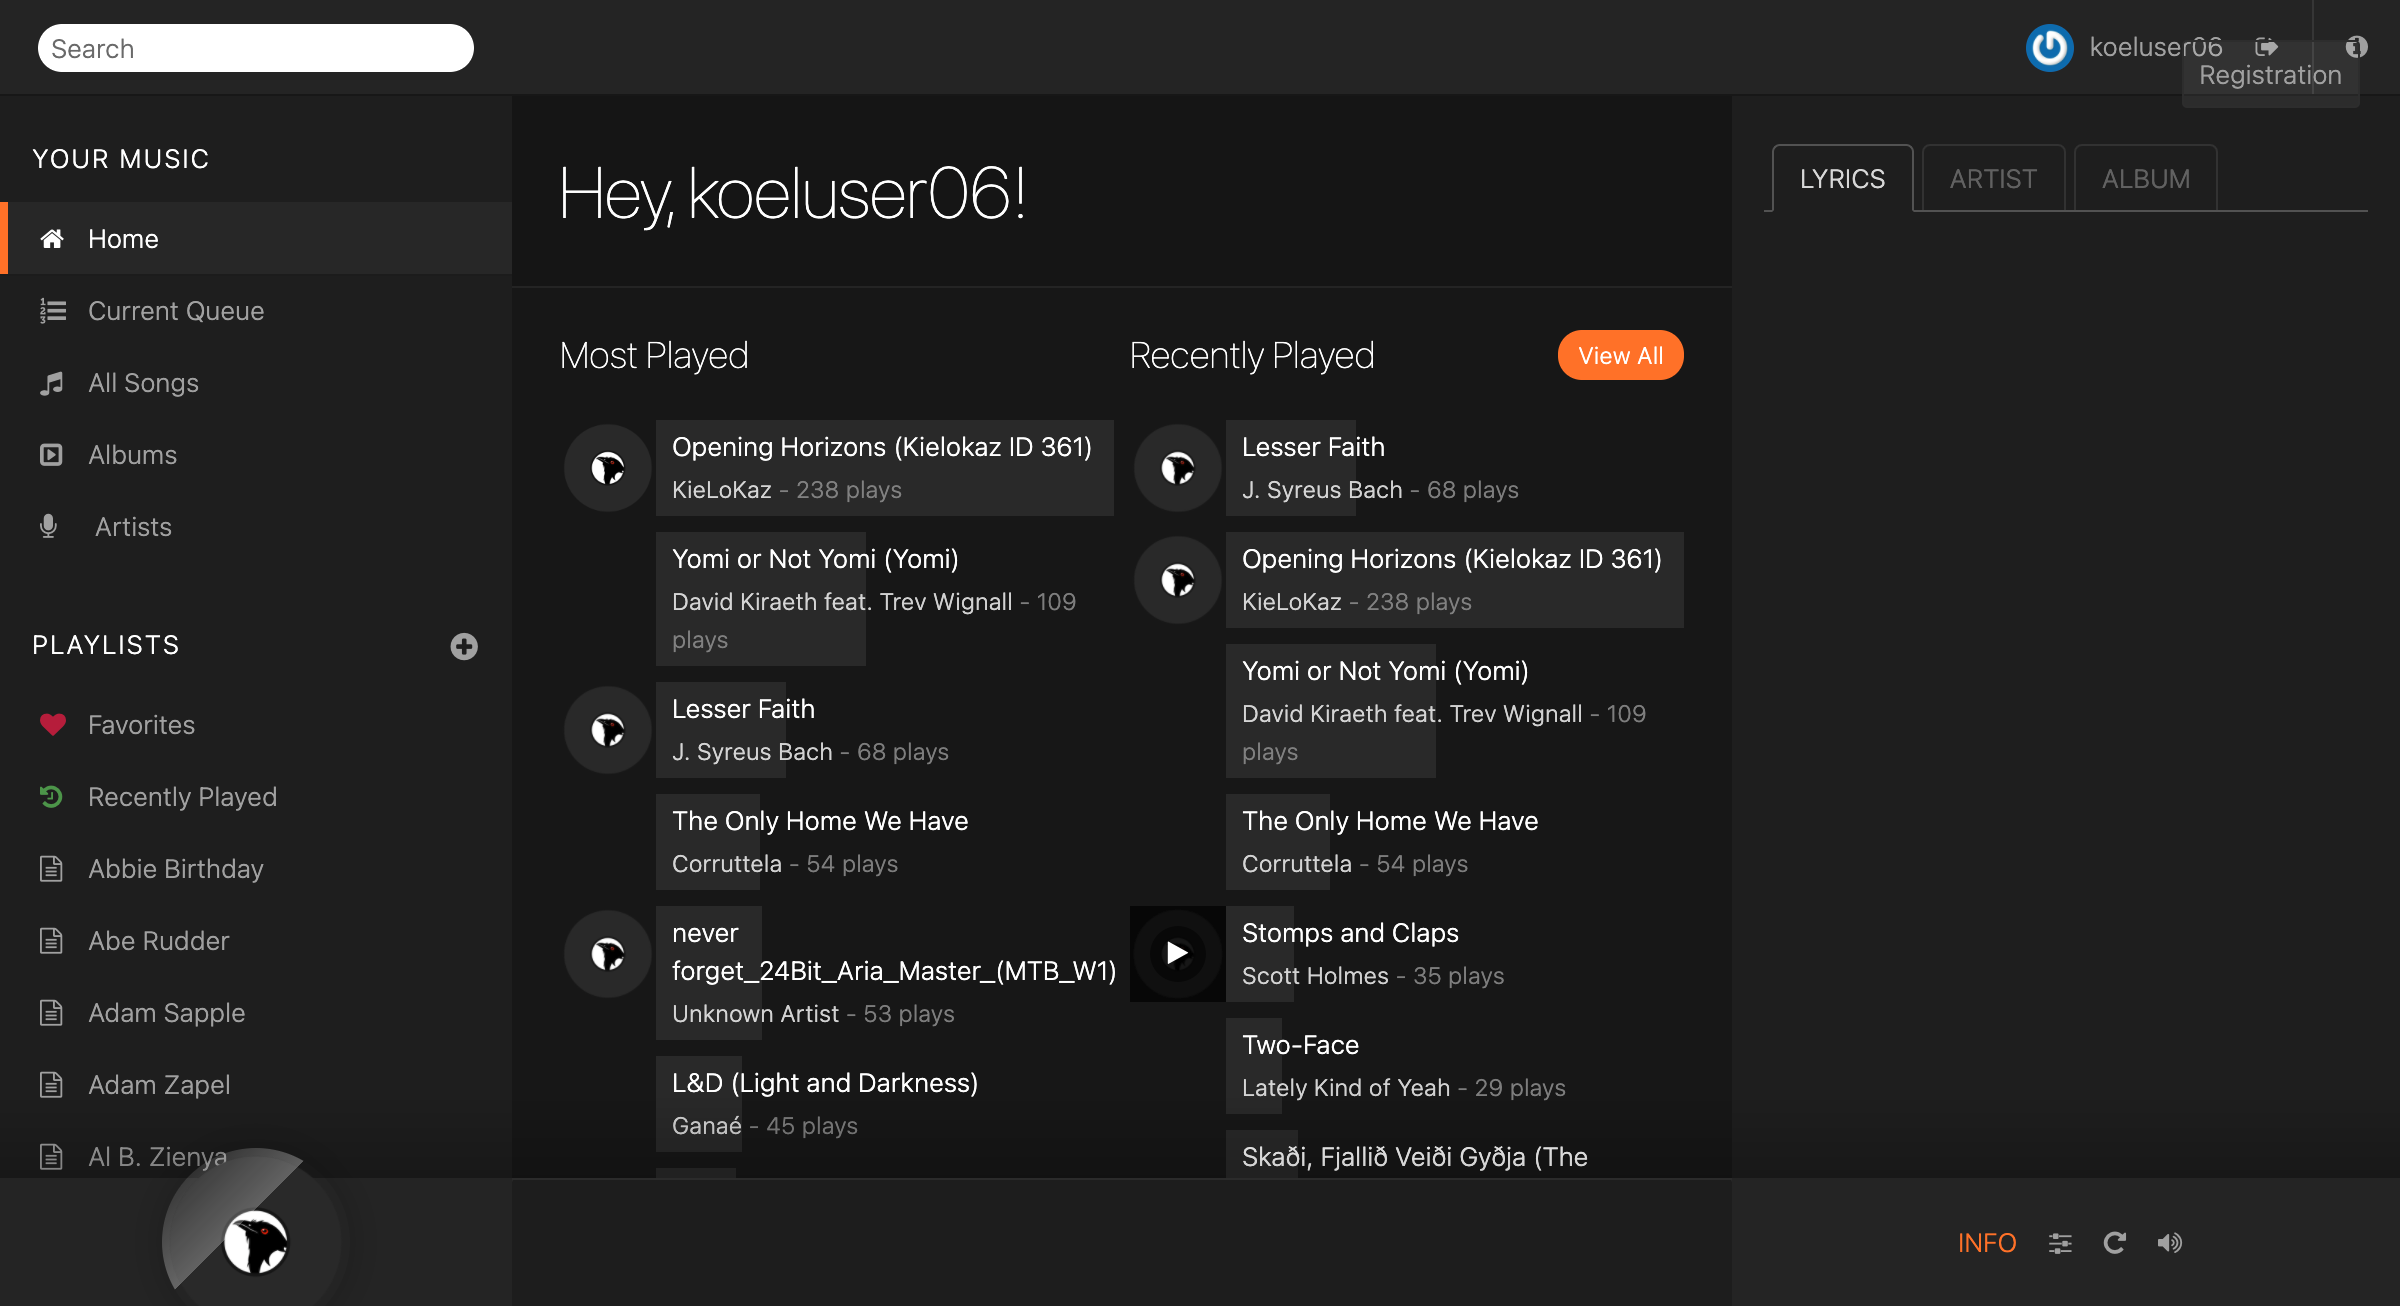 Search
koeluser06
Registration
YOUR MUSIC
Home
Current Queue
All Songs
Albums
Artists
PLAYLISTS
Favorites
Recently Played
Abbie Birthday
Abe Rudder
Adam Sapple
Adam Zapel
Al B. Zienya
Hey, koeluser06!
Most Played
Opening Horizons (Kielokaz ID 361)
KieLoKaz - 238 plays
Yomi or Not Yomi (Yomi)
David Kiraeth feat. Trev Wignall - 109
plays
Lesser Faith
J. Syreus Bach - 68 plays
The Only Home We Have
Corruttela - 54 plays
never
forget_24Bit_Aria_Master_(MTB_W1)
Unknown Artist - 53 plays
L&D (Light and Darkness)
Ganaé - 45 plays
Recently Played
View All
Lesser Faith
J. Syreus Bach - 68 plays
Opening Horizons (Kielokaz ID 361)
KieLoKaz - 238 plays
Yomi or Not Yomi (Yomi)
David Kiraeth feat. Trev Wignall - 109
plays
The Only Home We Have
Corruttela - 54 plays
Stomps and Claps
Scott Holmes - 35 plays
Two-Face
Lately Kind of Yeah - 29 plays
Skaði, Fjallið Veiði Gyðja (The
LYRICS
ARTIST
ALBUM
INFO